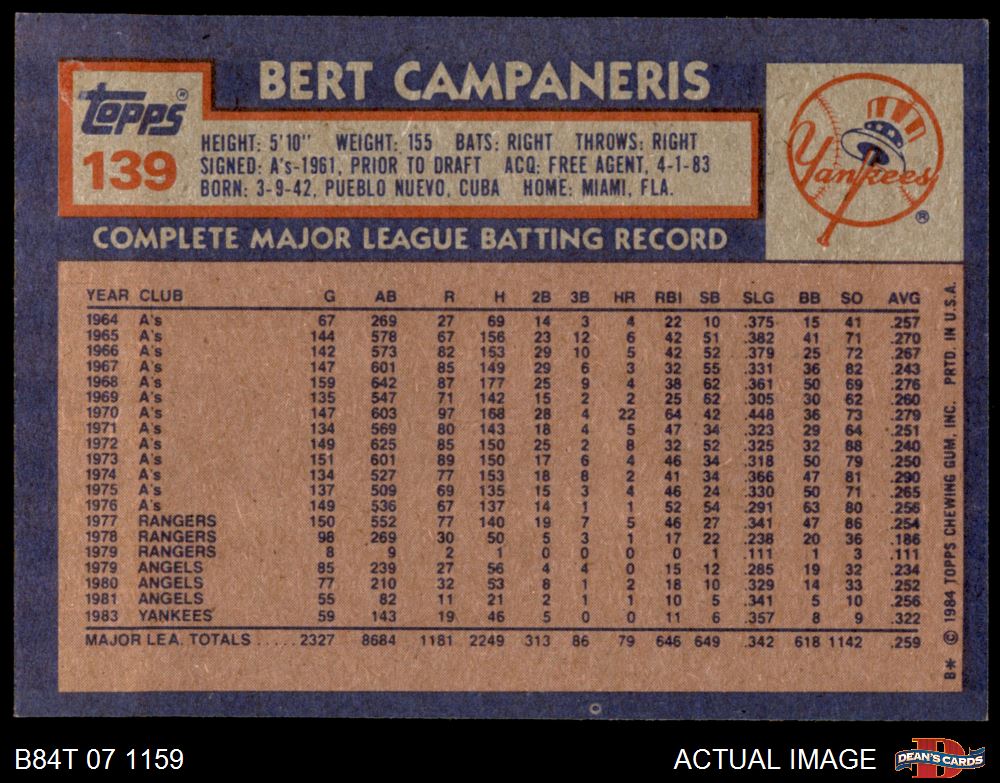 BERT CAMPANERIS
Topps®
139
HEIGHT: 5'10" WEIGHT: 155 BATS: RIGHT THROWS: RIGHT
SIGNED: A's-1961, PRIOR TO DRAFT ACQ: FREE AGENT, 4-1-83
BORN: 3-9-42, PUEBLO NUEVO, CUBA HOME: MIAMI, FLA.
Yankees
®
COMPLETE MAJOR LEAGUE BATTING RECORD
YEAR CLUB G AB R H 2B 3B HR RBI SB SLG BB SO AVG
1964 A's 67 269 27 69 14 3 4 22 10 .375 15 41 .257
1965 A's 144 578 67 156 23 12 6 42 51 .382 41 71 .270
1966 A's 142 573 82 153 29 10 5 42 52 .379 25 72 .267
1967 A's 147 601 85 149 29 6 3 32 55 .331 36 82 .243
1968 A's 159 642 87 177 25 9 4 38 62 .361 50 69 .276
1969 A's 135 547 71 142 15 2 2 25 62 .305 30 62 .260
1970 A's 147 603 97 168 28 4 22 64 42 .448 36 73 .279
1971 A's 134 569 80 143 18 4 5 47 34 .323 29 64 .251
1972 A's 149 625 85 150 25 2 8 32 52 .325 32 88 .240
1973 A's 151 601 89 150 17 6 4 46 34 .318 50 79 .250
1974 A's 134 527 77 153 18 8 2 41 34 .366 47 81 .290
1975 A's 137 509 69 135 15 3 4 46 24 .330 50 71 .265
1976 A's 149 536 67 137 14 1 1 52 54 .291 63 80 .256
1977 RANGERS 150 552 77 140 19 7 5 46 27 .341 47 86 .254
1978 RANGERS 98 269 30 50 5 3 1 17 22 .238 20 36 .186
1979 RANGERS 8 9 2 1 0 0 0 0 1 .111 1 3 .111
1979 ANGELS 85 239 27 56 4 4 0 15 12 .285 19 32 .234
1980 ANGELS 77 210 32 53 8 1 2 18 10 .329 14 33 .252
1981 ANGELS 55 82 11 21 2 1 1 10 5 .341 5 10 .256
1983 YANKEES 59 143 19 46 5 0 0 11 6 .357 8 9 .322
MAJOR LEA. TOTALS .... 2327 8684 1181 2249 313 86 79 646 649 .342 618 1142 .259
B* © 1984 TOPPS CHEWING GUM, INC. PRTD. IN U.S.A.
B84T 07 1159
ACTUAL IMAGE
D
DEAN'S CARDS